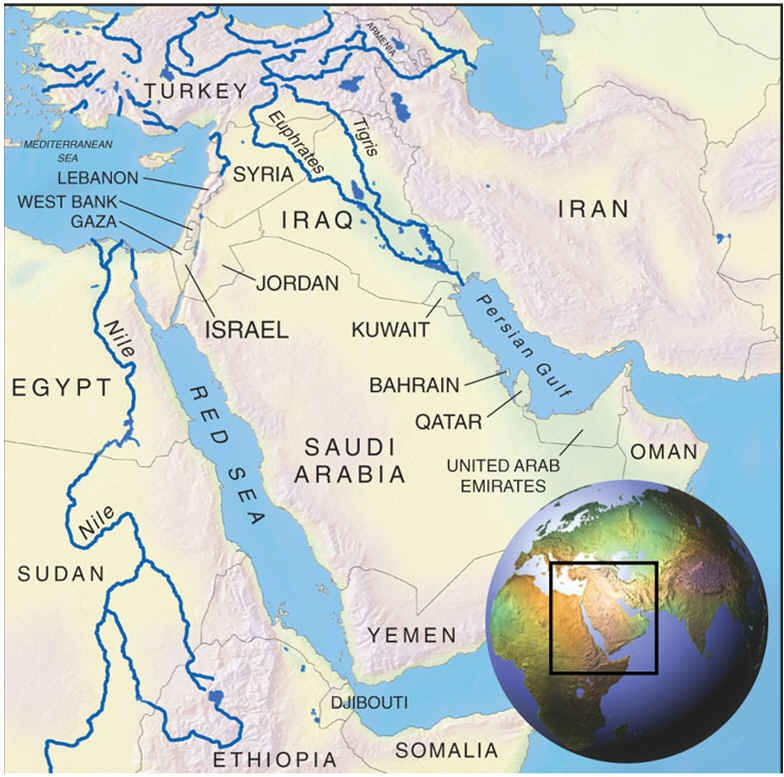 ARMENIA
TURKEY
MEDITERRANEAN
SEA
Euphrates
Tigris
LEBANON
SYRIA
WEST BANK
GAZA
IRAQ
IRAN
JORDAN
ISRAEL
KUWAIT
Persian Gulf
Nile
EGYPT
BAHRAIN
QATAR
RED SEA
SAUDI
ARABIA
OMAN
UNITED ARAB
EMIRATES
Nile
SUDAN
YEMEN
DJIBOUTI
ETHIOPIA
SOMALIA